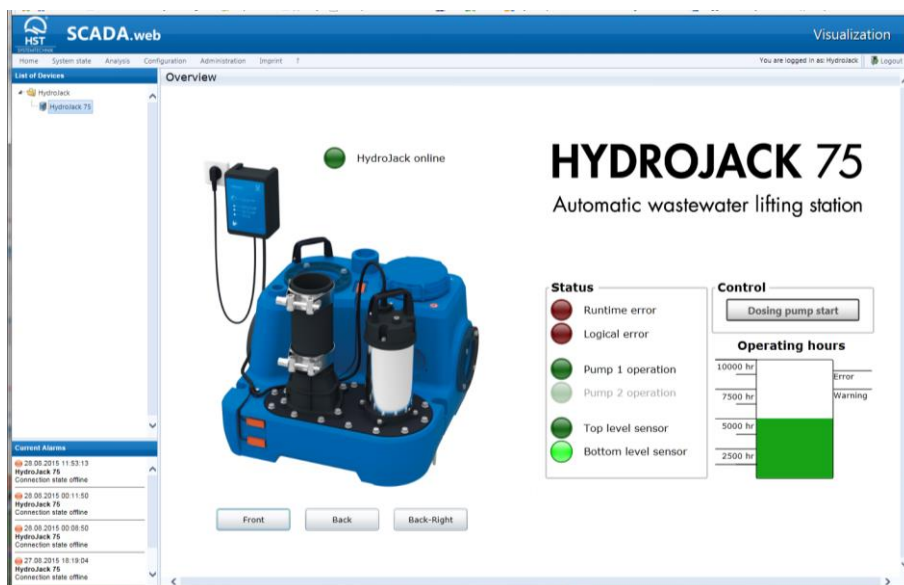 HST
SYSTEMTECHNIK
SCADA.web
Visualization
Home System state Analysis Configuration Administration Imprint ?
You are logged in as: HydroJack Logout
List of Devices
HydroJack
HydroJack 75
Overview
HydroJack online
HYDROJACK 75
Automatic wastewater lifting station
Status
Runtime error
Logical error
Pump 1 operation
Pump 2 operation
Top level sensor
Bottom level sensor
Control
Dosing pump start
Operating hours
10000 hr
Error
7500 hr
Warning
5000 hr
2500 hr
Front Back Back-Right
Current Alarms
28.08.2015 11:53:13
HydroJack 75
Connection state offline
28.08.2015 00:11:50
HydroJack 75
Connection state offline
28.08.2015 00:08:50
HydroJack 75
Connection state offline
27.08.2015 18:19:04
HydroJack 75
Connection state offline